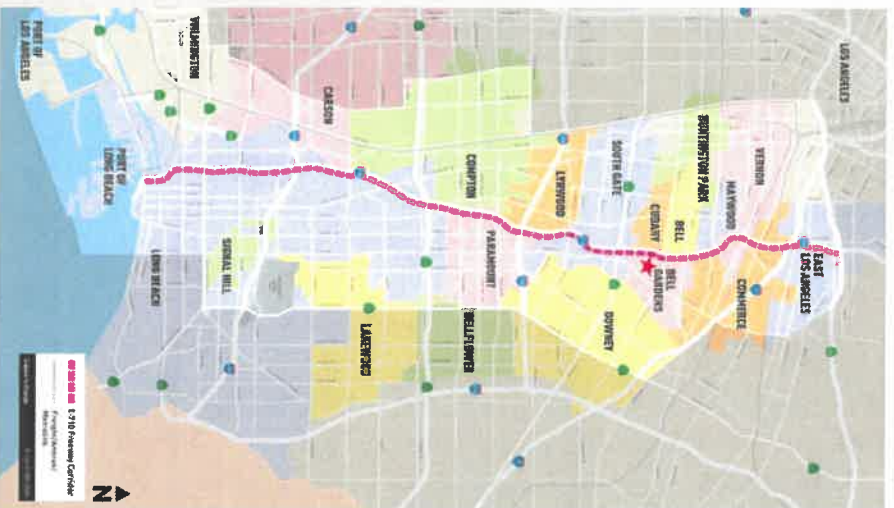 LOS ANGELES
EAST
LOS ANGELES
VERNON
COMMERCE
MAYWOOD
HUNTINGTON PARK
BELL
BELL
GARDENS
CUDAHY
SOUTH GATE
DOWNEY
LYNWOOD
PARAMOUNT
COMPTON
BELLFLOWER
LAKEWOOD
CARSON
SIGNAL HILL
WILMINGTON
LONG BEACH
PORT OF
LONG BEACH
PORT OF
LOS ANGELES
I-710 Freeway Corridor
N